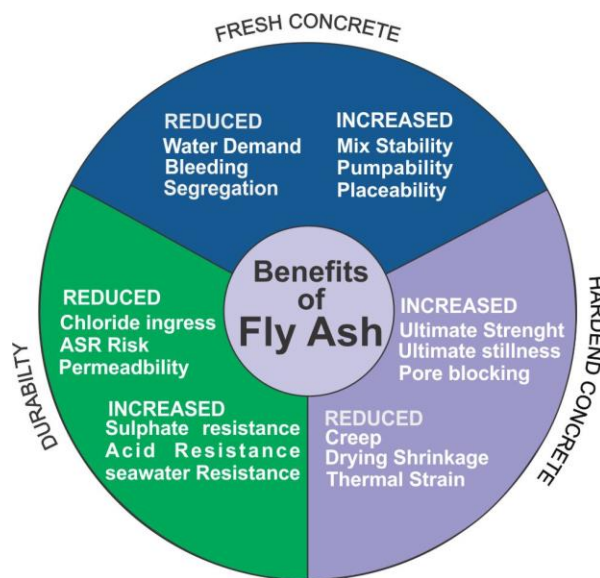 FRESH CONCRETE
REDUCED
Water Demand
Bleeding
Segregation
INCREASED
Mix Stability
Pumpability
Placeability
Benefits
of
Fly Ash
REDUCED
Chloride ingress
ASR Risk
Permeadbility
INCREASED
Sulphate resistance
Acid Resistance
seawater Resistance
DURABILTY
INCREASED
Ultimate Strenght
Ultimate stillness
Pore blocking
REDUCED
Creep
Drying Shrinkage
Thermal Strain
HARDEND CONCRETE